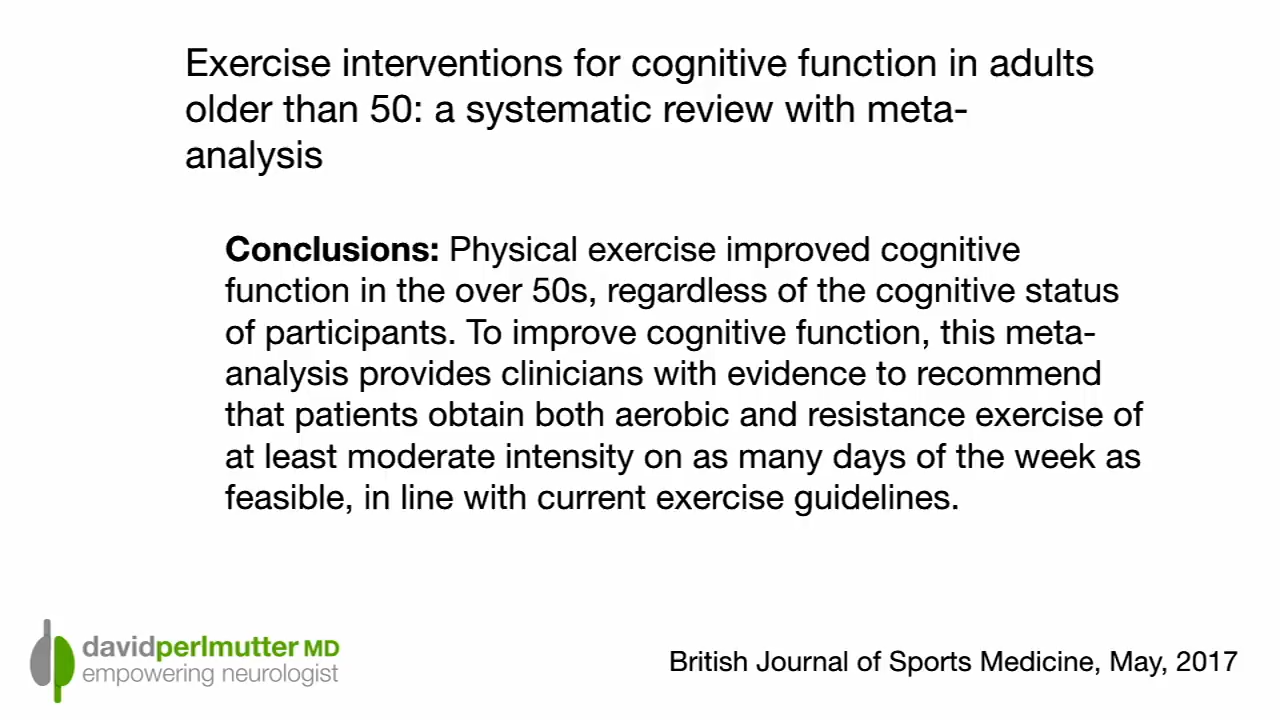 Exercise interventions for cognitive function in adults
older than 50: a systematic review with meta-
analysis
Conclusions: Physical exercise improved cognitive
function in the over 50s, regardless of the cognitive status
of participants. To improve cognitive function, this meta-
analysis provides clinicians with evidence to recommend
that patients obtain both aerobic and resistance exercise of
at least moderate intensity on as many days of the week as
feasible, in line with current exercise guidelines.
davidperlmutter MD
empowering neurologist
British Journal of Sports Medicine, May, 2017